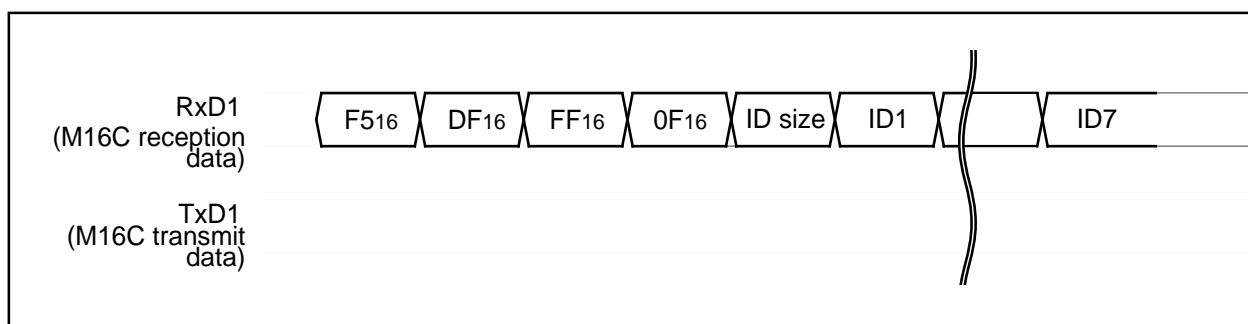 RxD1
(M16C reception
data)
F516 DF16 FF16 0F16 ID size ID1 ID7
TxD1
(M16C transmit
data)